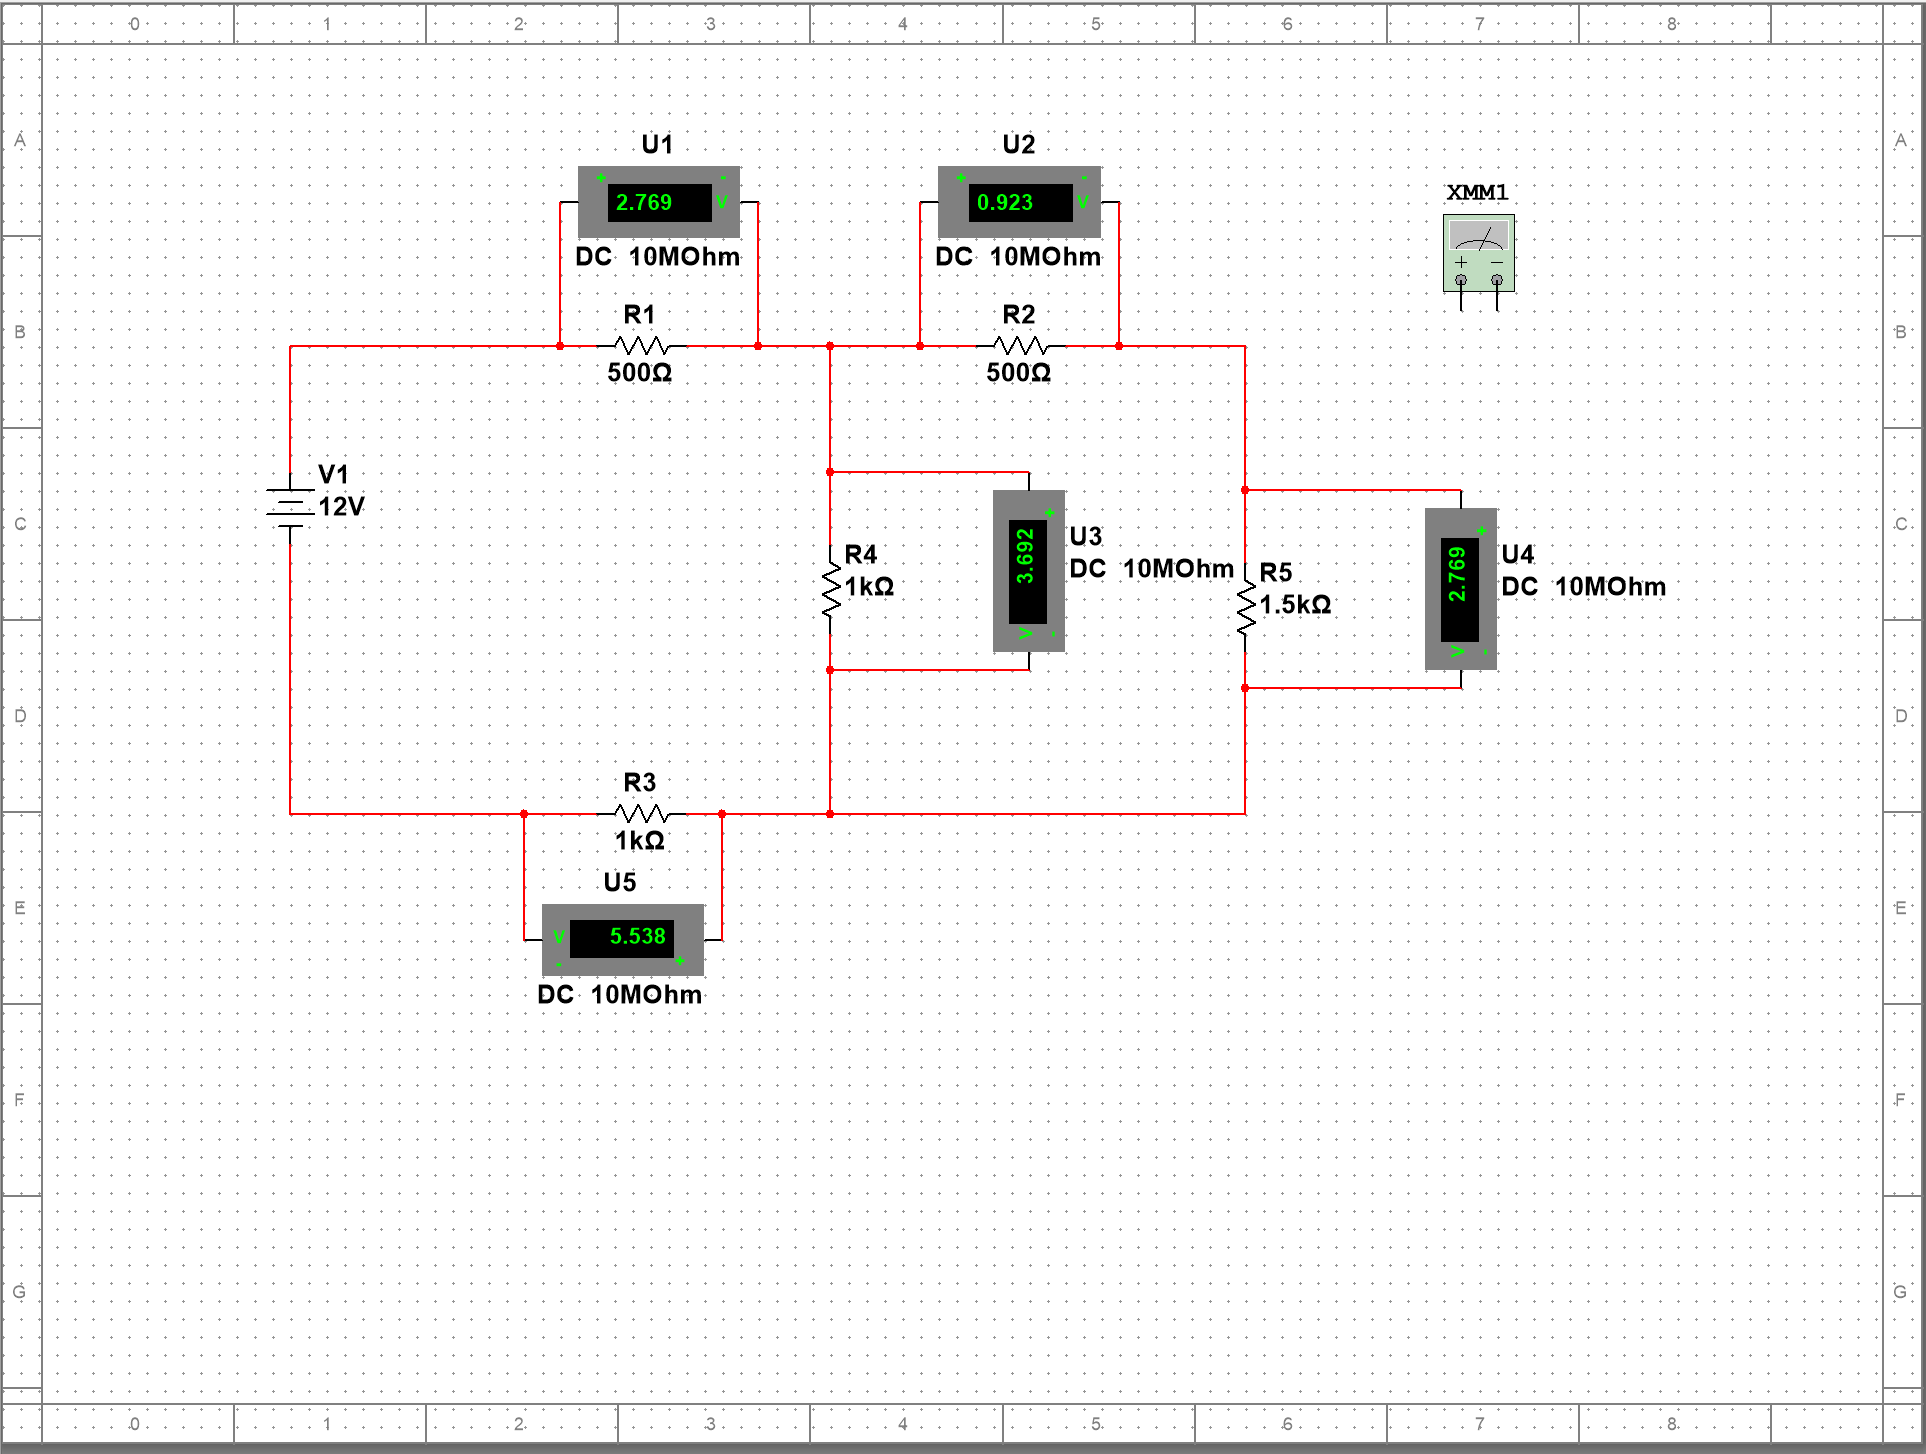 0 1 2 3 4 5 6 7 8
A A
U1 U2
+ - + -
2.769 V 0.923 V
XMM1
DC 10MOhm DC 10MOhm
+ −
R1 R2
B B
500Ω 500Ω
V1
12V
C C
+
3.692
V -
U3
DC 10MOhm
R4
1kΩ
R5
1.5kΩ
+
2.769
V -
U4
DC 10MOhm
D D
R3
1kΩ
U5
E E
V 5.538
- +
DC 10MOhm
F F
G G
0 1 2 3 4 5 6 7 8